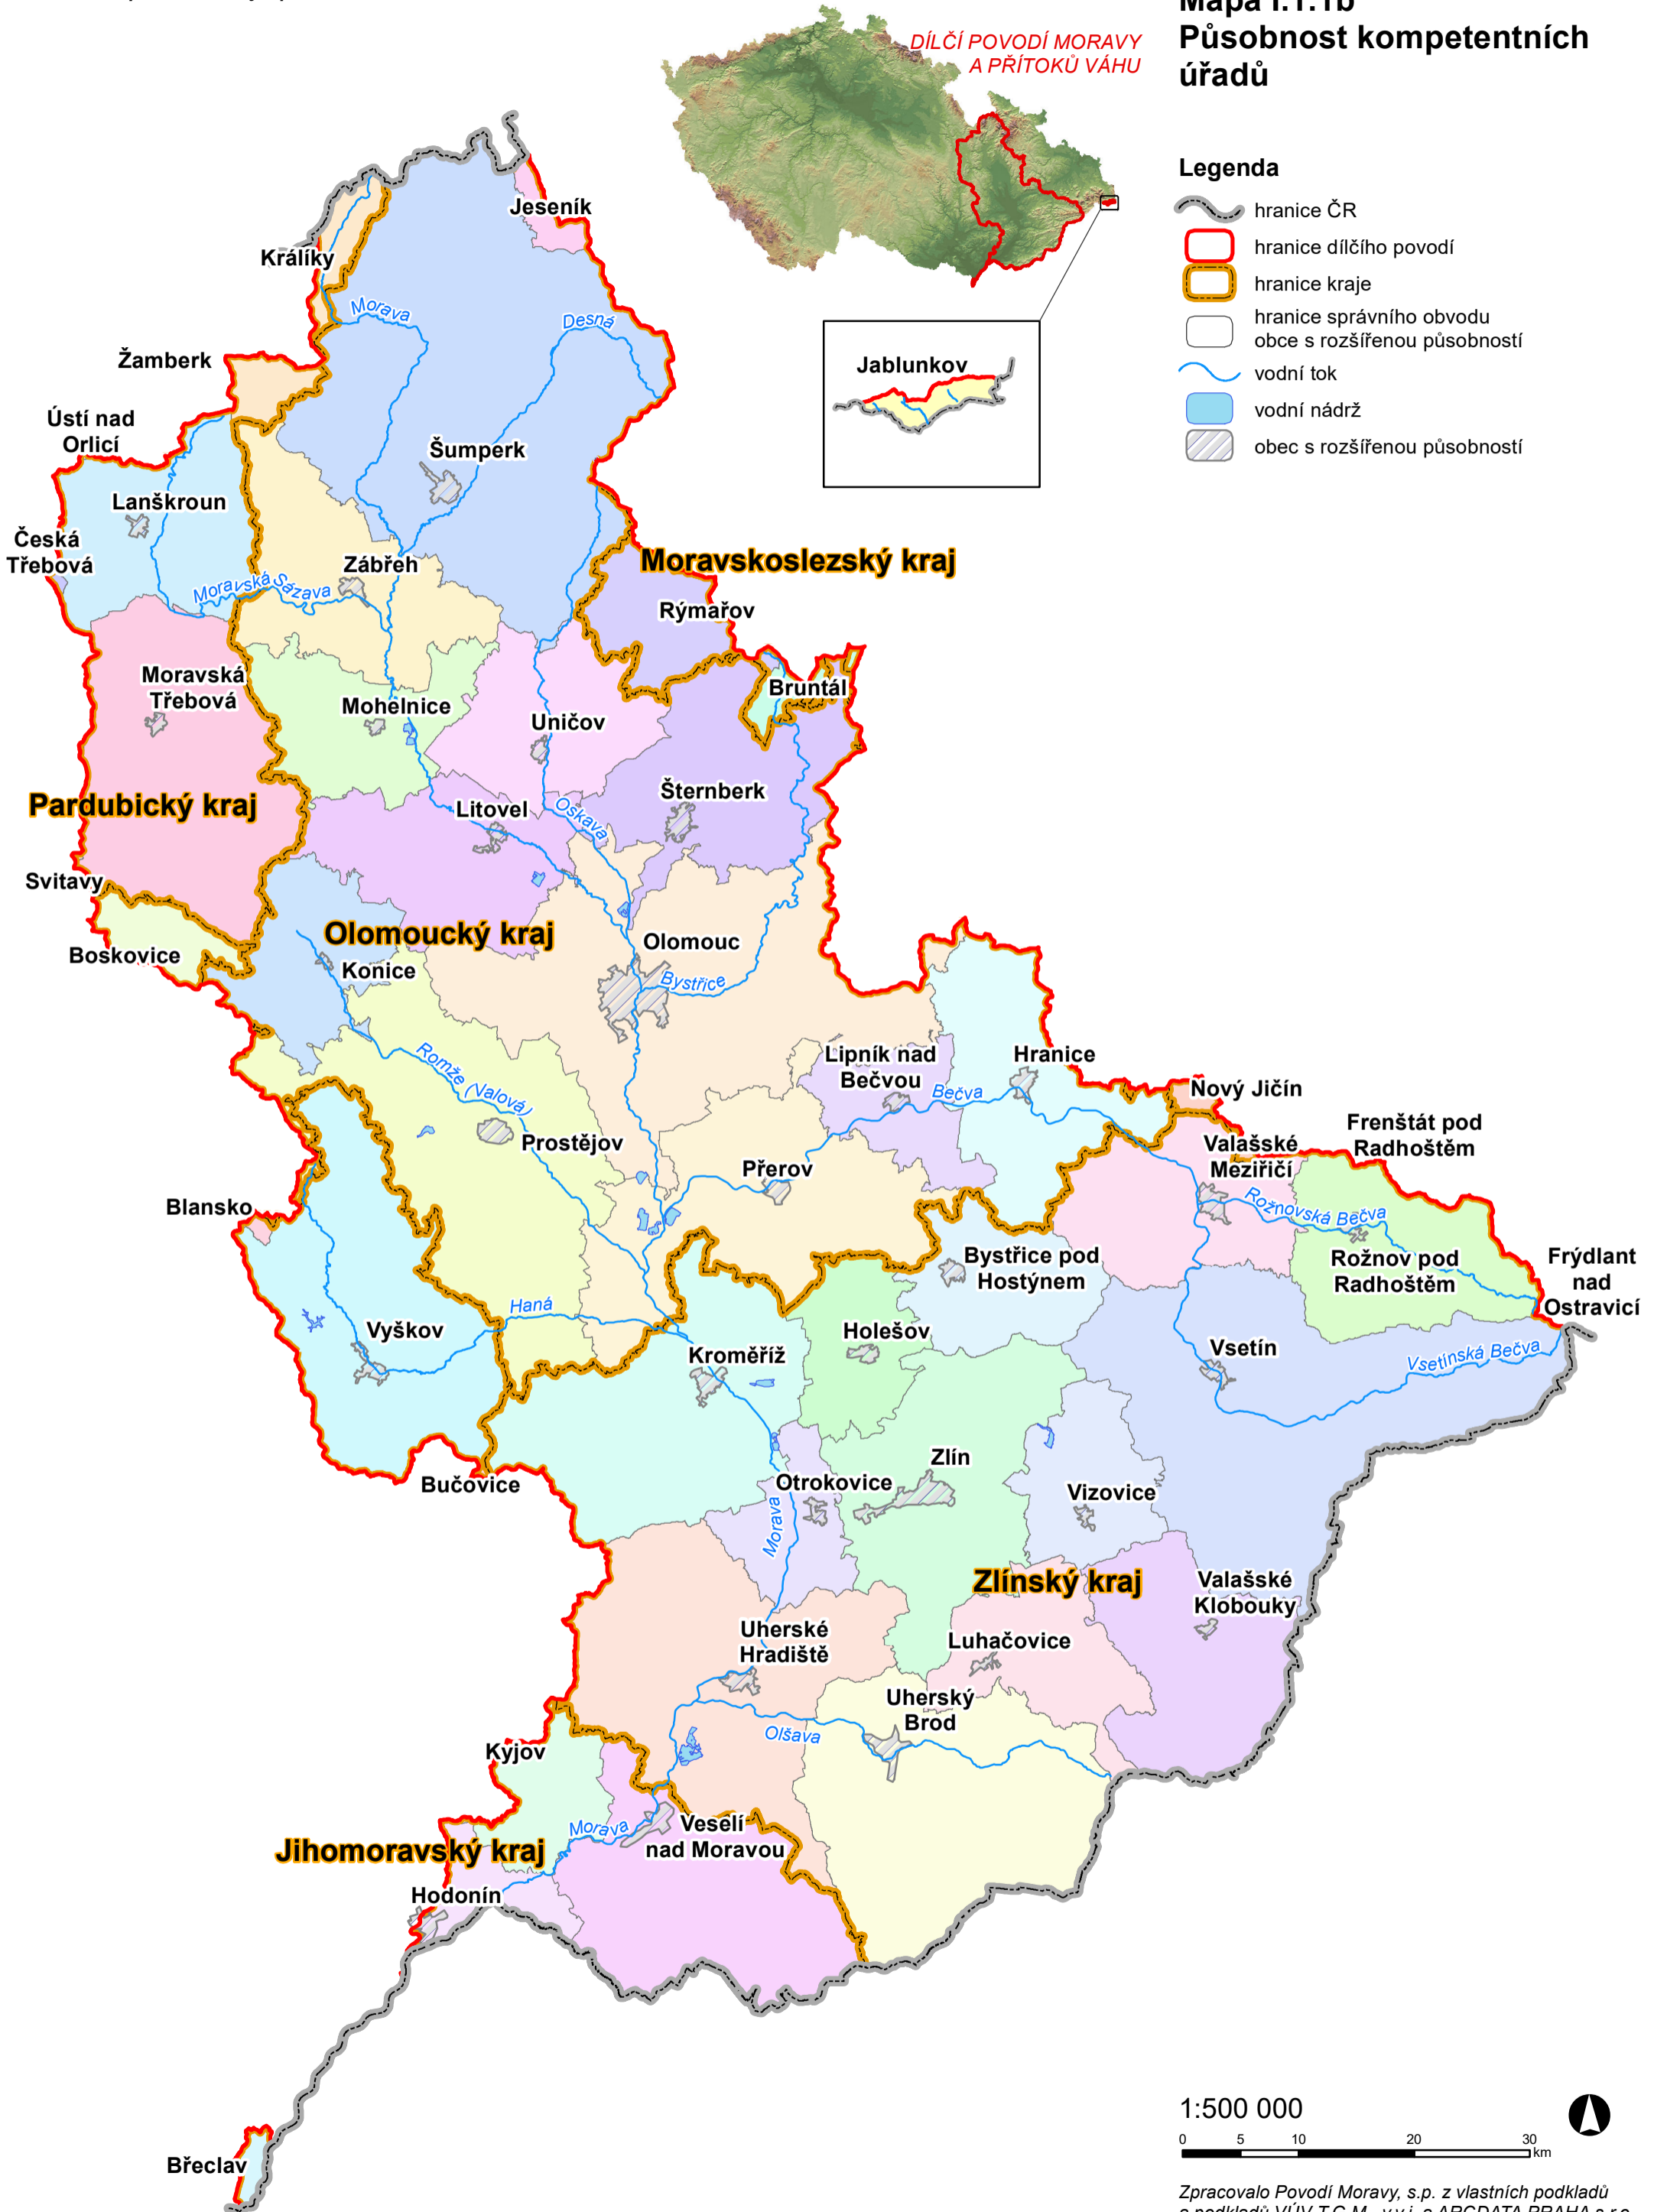 Mapa I.1.1b
Působnost kompetentních
úřadů
DÍLČÍ POVODÍ MORAVY
A PŘÍTOKŮ VÁHU
Legenda
hranice ČR
hranice dílčího povodí
hranice kraje
hranice správního obvodu
obce s rozšířenou působností
vodní tok
vodní nádrž
obec s rozšířenou působností
Jablunkov
Jeseník
Králíky
Morava
Desná
Žamberk
Ústí nad
Orlicí
Šumperk
Lanškroun
Česká
Třebová
Zábřeh
Moravská Sázava
Moravskoslezský kraj
Rýmařov
Moravská
Třebová
Mohelnice
Uničov
Bruntál
Šternberk
Pardubický kraj
Litovel
Oskava
Svitavy
Olomoucký kraj
Olomouc
Boskovice
Konice
Bystřice
Lipník nad
Bečvou
Hranice
Bečva
Nový Jičín
Romže (Valová)
Prostějov
Frenštát pod
Radhoštěm
Valašské
Meziříčí
Přerov
Rožnovská Bečva
Blansko
Bystřice pod
Hostýnem
Rožnov pod
Radhoštěm
Frýdlant
nad
Ostravicí
Haná
Vyškov
Holešov
Kroměříž
Vsetín
Vsetínská Bečva
Bučovice
Zlín
Otrokovice
Vizovice
Morava
Zlínský kraj
Valašské
Klobouky
Uherské
Hradiště
Luhačovice
Uherský
Brod
Olšava
Kyjov
Veselí
nad Moravou
Morava
Jihomoravský kraj
Hodonín
Břeclav
1:500 000
0 5 10 20 30
km
Zpracovalo Povodí Moravy, s.p. z vlastních podkladů
a podkladů VÚV T.G.M., v.v.i. a ARCDATA PRAHA s.r.o.